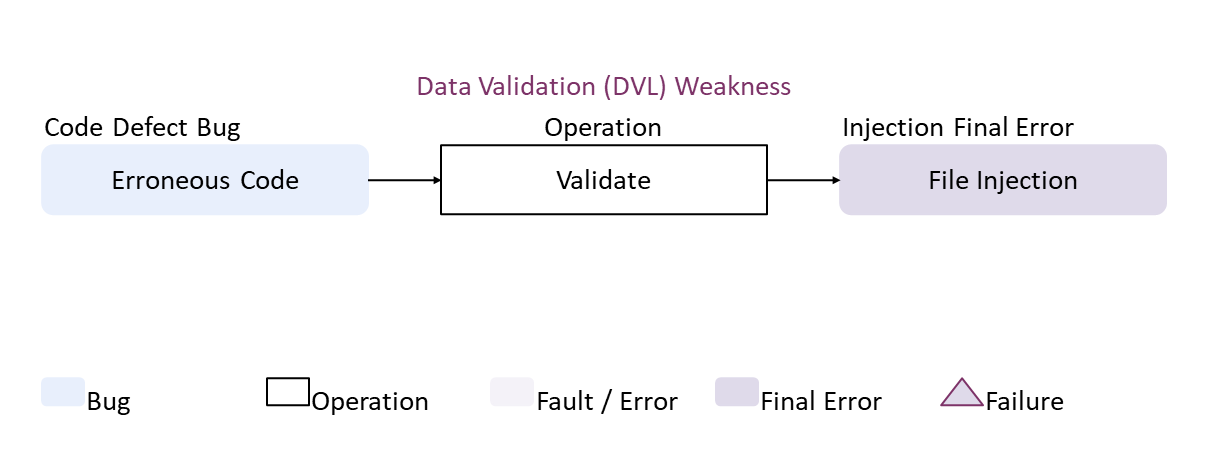 Data Validation (DVL) Weakness
Code Defect Bug
Operation
Injection Final Error
Erroneous Code
Validate
File Injection
Bug
Operation
Fault / Error
Final Error
Failure